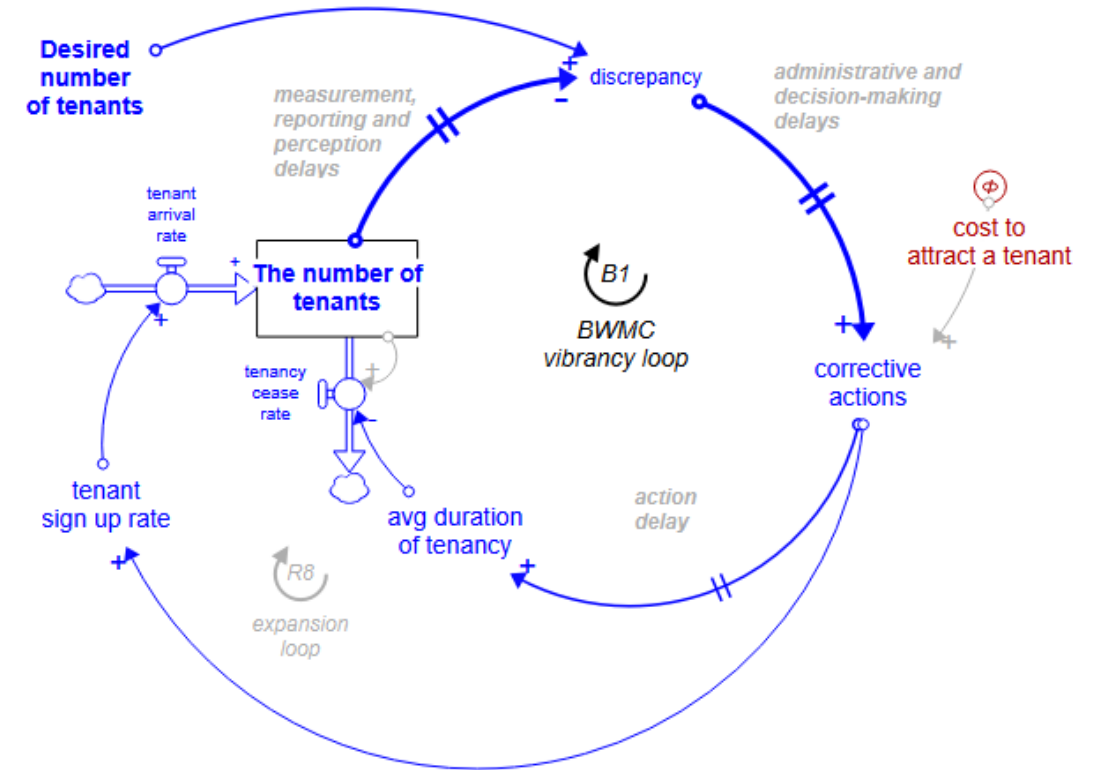 Desired
number
of tenants
+
discrepancy
–
administrative and
decision-making
delays
measurement,
reporting and
perception
delays
tenant
arrival
rate
+
The number of
tenants
+
B1
BWMC
vibrancy loop
cost to
attract a tenant
+
+
corrective
actions
tenancy
cease
rate
+
–
tenant
sign up rate
+
avg duration
of tenancy
+
action
delay
R8
expansion
loop